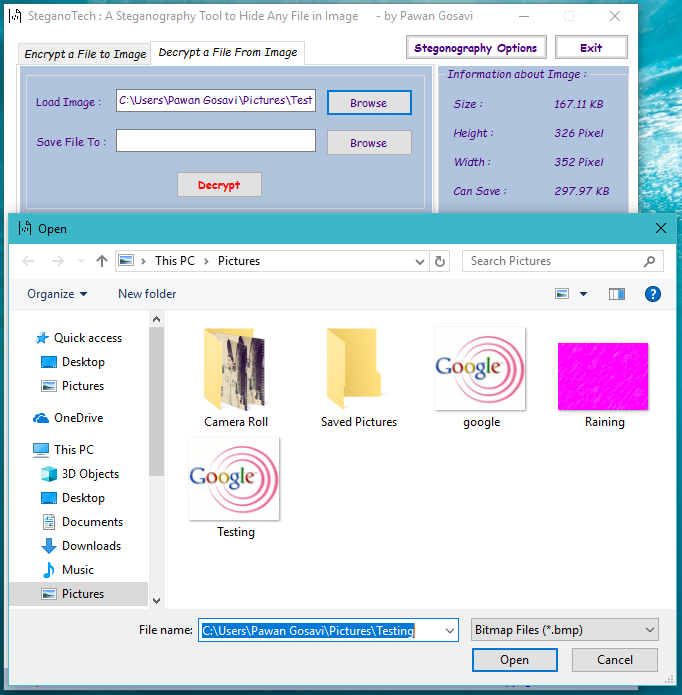 SteganoTech : A Steganography Tool to Hide Any File in Image - by Pawan Gosavi
Encrypt a File to Image
Decrypt a File From Image
Stegonography Options
Exit
Load Image :
C:\Users\Pawan Gosavi\Pictures\Test
Browse
Save File To :
Browse
Decrypt
Information about Image :
Size : 167.11 KB
Height : 326 Pixel
Width : 352 Pixel
Can Save : 297.97 KB
Open
This PC
Pictures
Search Pictures
Organize
New folder
?
Quick access
Desktop
Pictures
OneDrive
This PC
3D Objects
Desktop
Documents
Downloads
Music
Pictures
Camera Roll
Saved Pictures
Google
google
Raining
Google
Testing
File name:
C:\Users\Pawan Gosavi\Pictures\Testing
Bitmap Files (*.bmp)
Open
Cancel